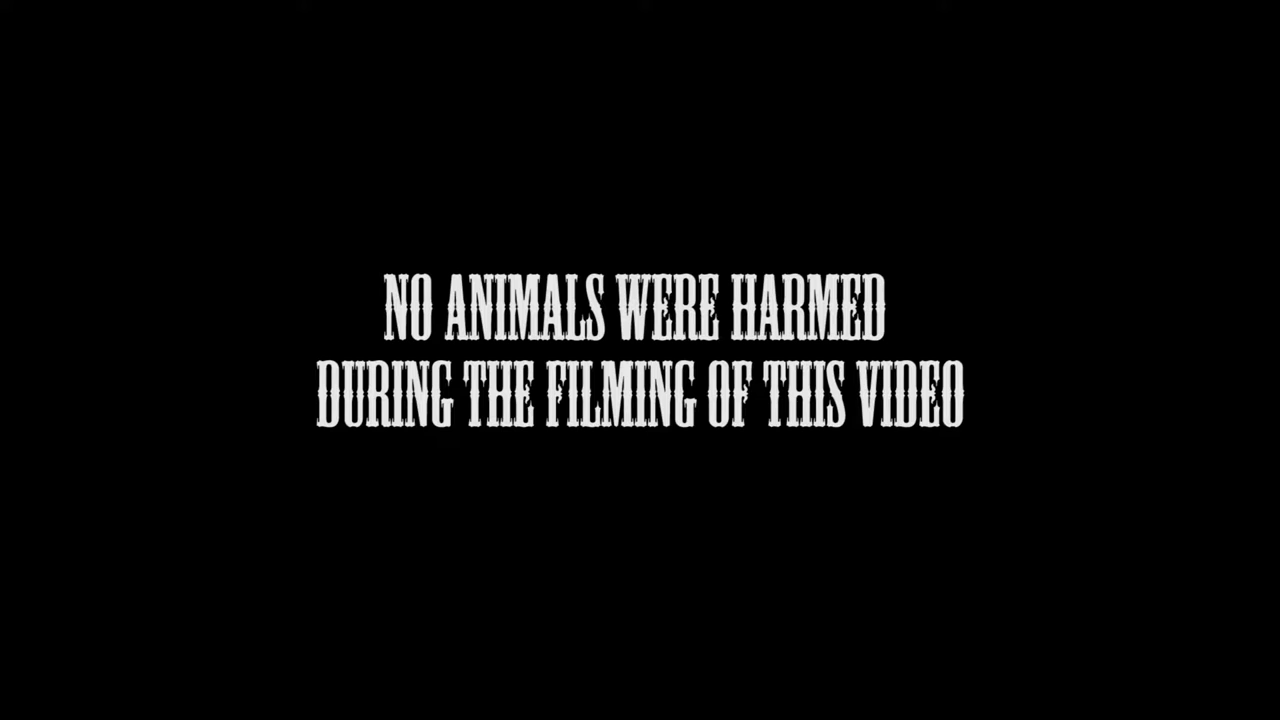 NO ANIMALS WERE HARMED
DURING THE FILMING OF THIS VIDEO